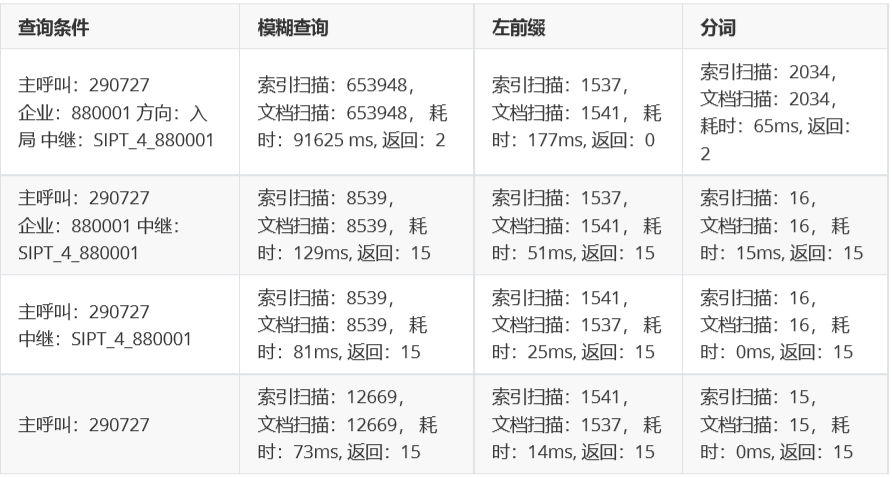 查询条件
模糊查询
左前缀
分词
主呼叫：290727
企业：880001 方向：入
局 中继：SIPT_4_880001
索引扫描：653948，
文档扫描：653948， 耗
时：91625 ms, 返回：2
索引扫描：1537，
文档扫描：1541， 耗
时：177ms, 返回：0
索引扫描：2034，
文档扫描：2034，
耗时：65ms, 返回：
2
主呼叫：290727
企业：880001 中继：
SIPT_4_880001
索引扫描：8539，
文档扫描：8539， 耗
时：129ms, 返回：15
索引扫描：1537，
文档扫描：1541， 耗
时：51ms, 返回：15
索引扫描：16，
文档扫描：16， 耗
时：15ms, 返回：15
主呼叫：290727
中继：SIPT_4_880001
索引扫描：8539，
文档扫描：8539， 耗
时：81ms, 返回：15
索引扫描：1541，
文档扫描：1537， 耗
时：25ms, 返回：15
索引扫描：16，
文档扫描：16， 耗
时：0ms, 返回：15
主呼叫：290727
索引扫描：12669，
文档扫描：12669， 耗
时：73ms, 返回：15
索引扫描：1541，
文档扫描：1537， 耗
时：14ms, 返回：15
索引扫描：15，
文档扫描：15， 耗
时：0ms, 返回：15